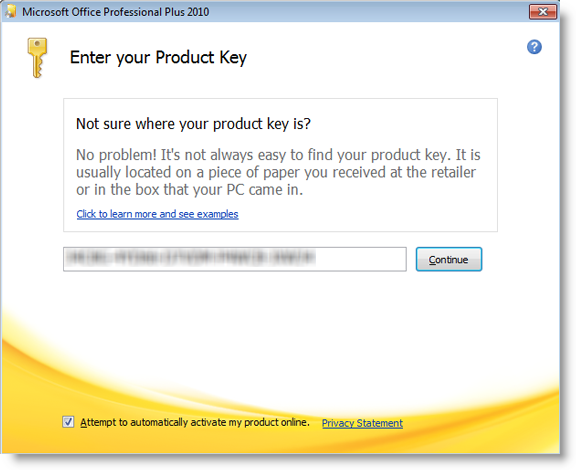 Microsoft Office Professional Plus 2010
Enter your Product Key
Not sure where your product key is?
No problem! It's not always easy to find your product key. It is
usually located on a piece of paper you received at the retailer
or in the box that your PC came in.
Click to learn more and see examples
Continue
Attempt to automatically activate my product online. Privacy Statement